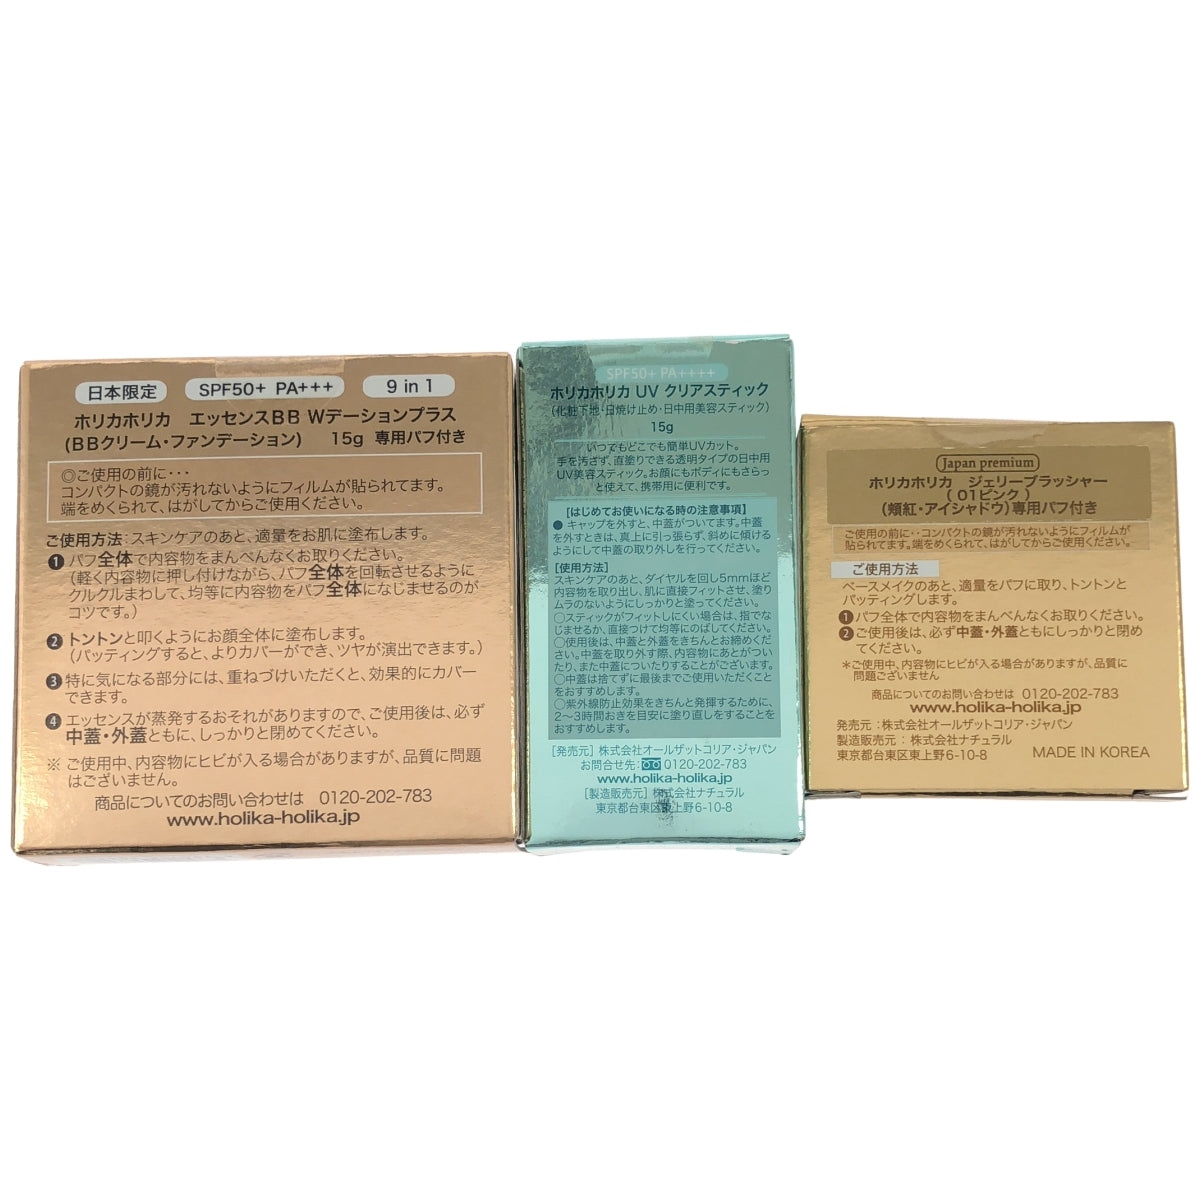 日本限定 SPF50+ PA+++ 9 in 1
ホリカホリカ エッセンスＢＢ Ｗデーションプラス
(ＢＢクリーム・ファンデーション) 15g 専用パフ付き
◎ご使用の前に・・・
コンパクトの鏡が汚れないようにフィルムが貼られてます。
端をめくられて、はがしてからご使用ください。
ご使用方法：スキンケアのあと、適量をお肌に塗布します。
❶ パフ全体で内容物をまんべんなくお取りください。
(軽く内容物に押し付けながら、パフ全体を回転させるように
クルクルまわして、均等に内容物をパフ全体になじませるのが
コツです。)
❷ トントンと叩くようにお顔全体に塗布します。
(パッティングすると、よりカバーができ、ツヤが演出できます。)
❸ 特に気になる部分には、重ねづけいただくと、効果的にカバー
できます。
❹ エッセンスが蒸発するおそれがありますので、ご使用後は、必ず
中蓋・外蓋ともに、しっかりと閉めてください。
※ ご使用中、内容物にヒビが入る場合がありますが、品質に問題
はございません。
商品についてのお問い合わせは 0120-202-783
www.holika-holika.jp
SPF50+ PA++++
ホリカホリカ UV クリアスティック
(化粧下地・日焼け止め・日中用美容スティック)
15g
いつでもどこでも簡単UVカット。
手を汚さず、直塗りできる透明タイプの日中用
UV美容スティック。お顔にもボディにもさらっ
と使えて、携帯用に便利です。
[はじめてお使いになる時の注意事項]
● キャップを外すと、中蓋がついてます。中蓋
を外すときは、真上に引っ張らず、斜めに傾ける
ようにして中蓋の取り外しを行ってください。
[使用方法]
スキンケアのあと、ダイヤルを回し5mmほど
内容物を取り出し、肌に直接フィットさせ、塗り
ムラのないようにしっかりと塗ってください。
○スティックがフィットしにくい場合は、指でな
じませるか、直接つけて均等にのばしてください。
○使用後は、中蓋と外蓋をきちんとお締めくだ
さい。中蓋を取り外す際、内容物にあとがつい
たり、また中蓋についたりすることがございます。
○中蓋は捨てずに最後までご使用いただくこと
をおすすめします。
○紫外線防止効果をきちんと発揮するために、
2〜3時間おきを目安に塗り直しをすることを
おすすめします。
[発売元] 株式会社オールザットコリア・ジャパン
お問合せ先： 0120-202-783
www.holika-holika.jp
[製造販売元] 株式会社ナチュラル
東京都台東区東上野6-10-8
Japan premium
ホリカホリカ ジェリーブラッシャー
( 01ピンク )
(頬紅・アイシャドウ)専用パフ付き
ご使用の前に・・コンパクトの鏡が汚れないようにフィルムが
貼られてます。端をめくられて、はがしてからご使用ください。
ご使用方法
ベースメイクのあと、適量をパフに取り、トントンと
パッティングします。
❶ パフ全体で内容物をまんべんなくお取りください。
❷ ご使用後は、必ず中蓋・外蓋ともにしっかりと閉め
てください。
＊ご使用中、内容物にヒビが入る場合がありますが、品質に
問題ございません
商品についてのお問い合わせは 0120-202-783
www.holika-holika.jp
発売元：株式会社オールザットコリア・ジャパン
製造販売元：株式会社ナチュラル
東京都台東区東上野6-10-8 MADE IN KOREA